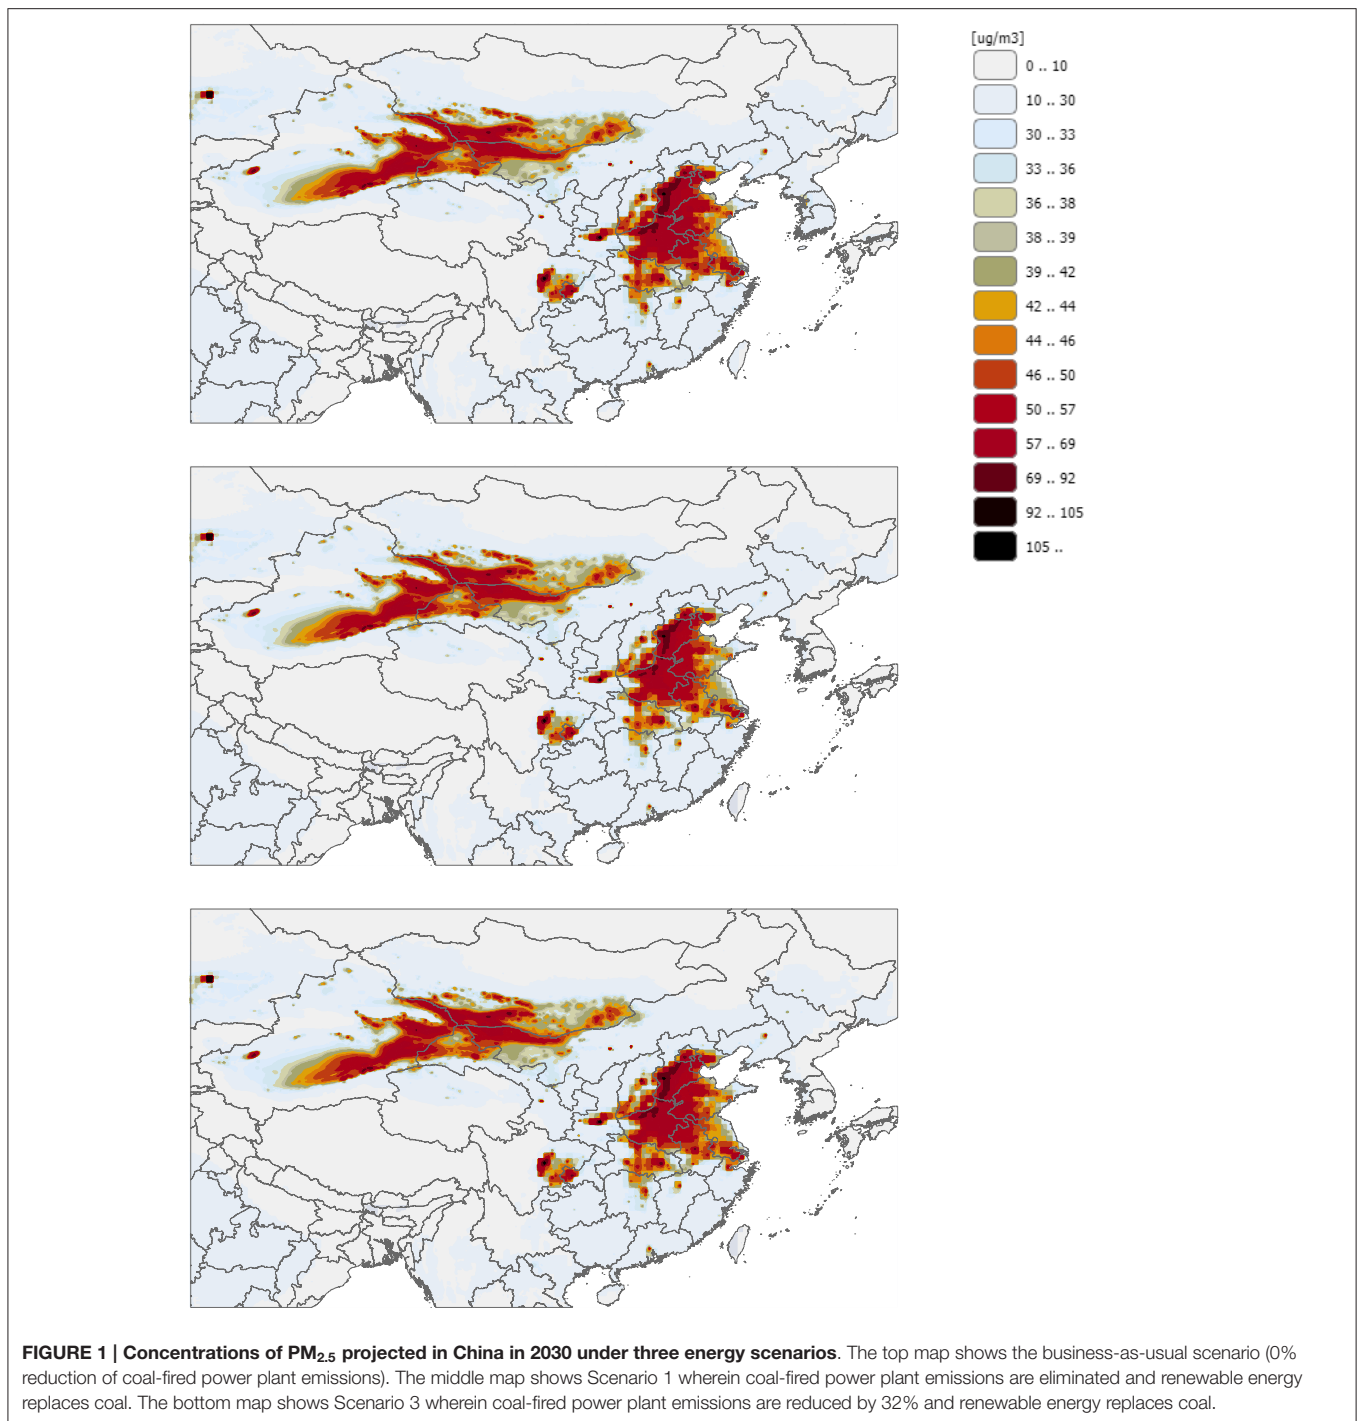 [ug/m3]
0 .. 10
10 .. 30
30 .. 33
33 .. 36
36 .. 38
38 .. 39
39 .. 42
42 .. 44
44 .. 46
46 .. 50
50 .. 57
57 .. 69
69 .. 92
92 .. 105
105 ..
FIGURE 1 | Concentrations of PM2.5 projected in China in 2030 under three energy scenarios. The top map shows the business-as-usual scenario (0%
reduction of coal-fired power plant emissions). The middle map shows Scenario 1 wherein coal-fired power plant emissions are eliminated and renewable energy
replaces coal. The bottom map shows Scenario 3 wherein coal-fired power plant emissions are reduced by 32% and renewable energy replaces coal.